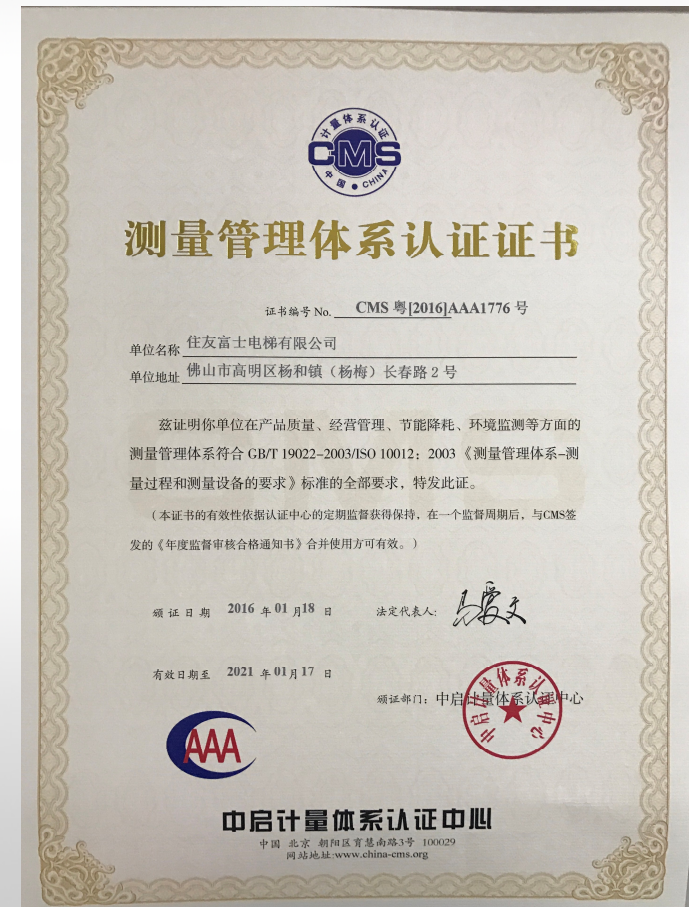 计量体系认证
CMS
中国 ● CHINA
测量管理体系认证证书
证书编号 No. CMS 粤[2016]AAA1776 号
单位名称 住友富士电梯有限公司
单位地址 佛山市高明区杨和镇（杨梅）长春路 2 号
兹证明你单位在产品质量、经营管理、节能降耗、环境监测等方面的
测量管理体系符合 GB/T 19022-2003/ISO 10012：2003《测量管理体系-测
量过程和测量设备的要求》标准的全部要求，特发此证。
（本证书的有效性依据认证中心的定期监督获得保持，在一个监督周期后，与CMS签
发的《年度监督审核合格通知书》合并使用方可有效。）
颁证日期 2016 年 01 月 18 日 法定代表人：
有效日期至 2021 年 01 月 17 日
颁证部门：中启计量体系认证中心
中启计量体系认证中心
AAA
中启计量体系认证中心
中国 北京 朝阳区育慧南路3号 100029
网站地址:www.china-cms.org